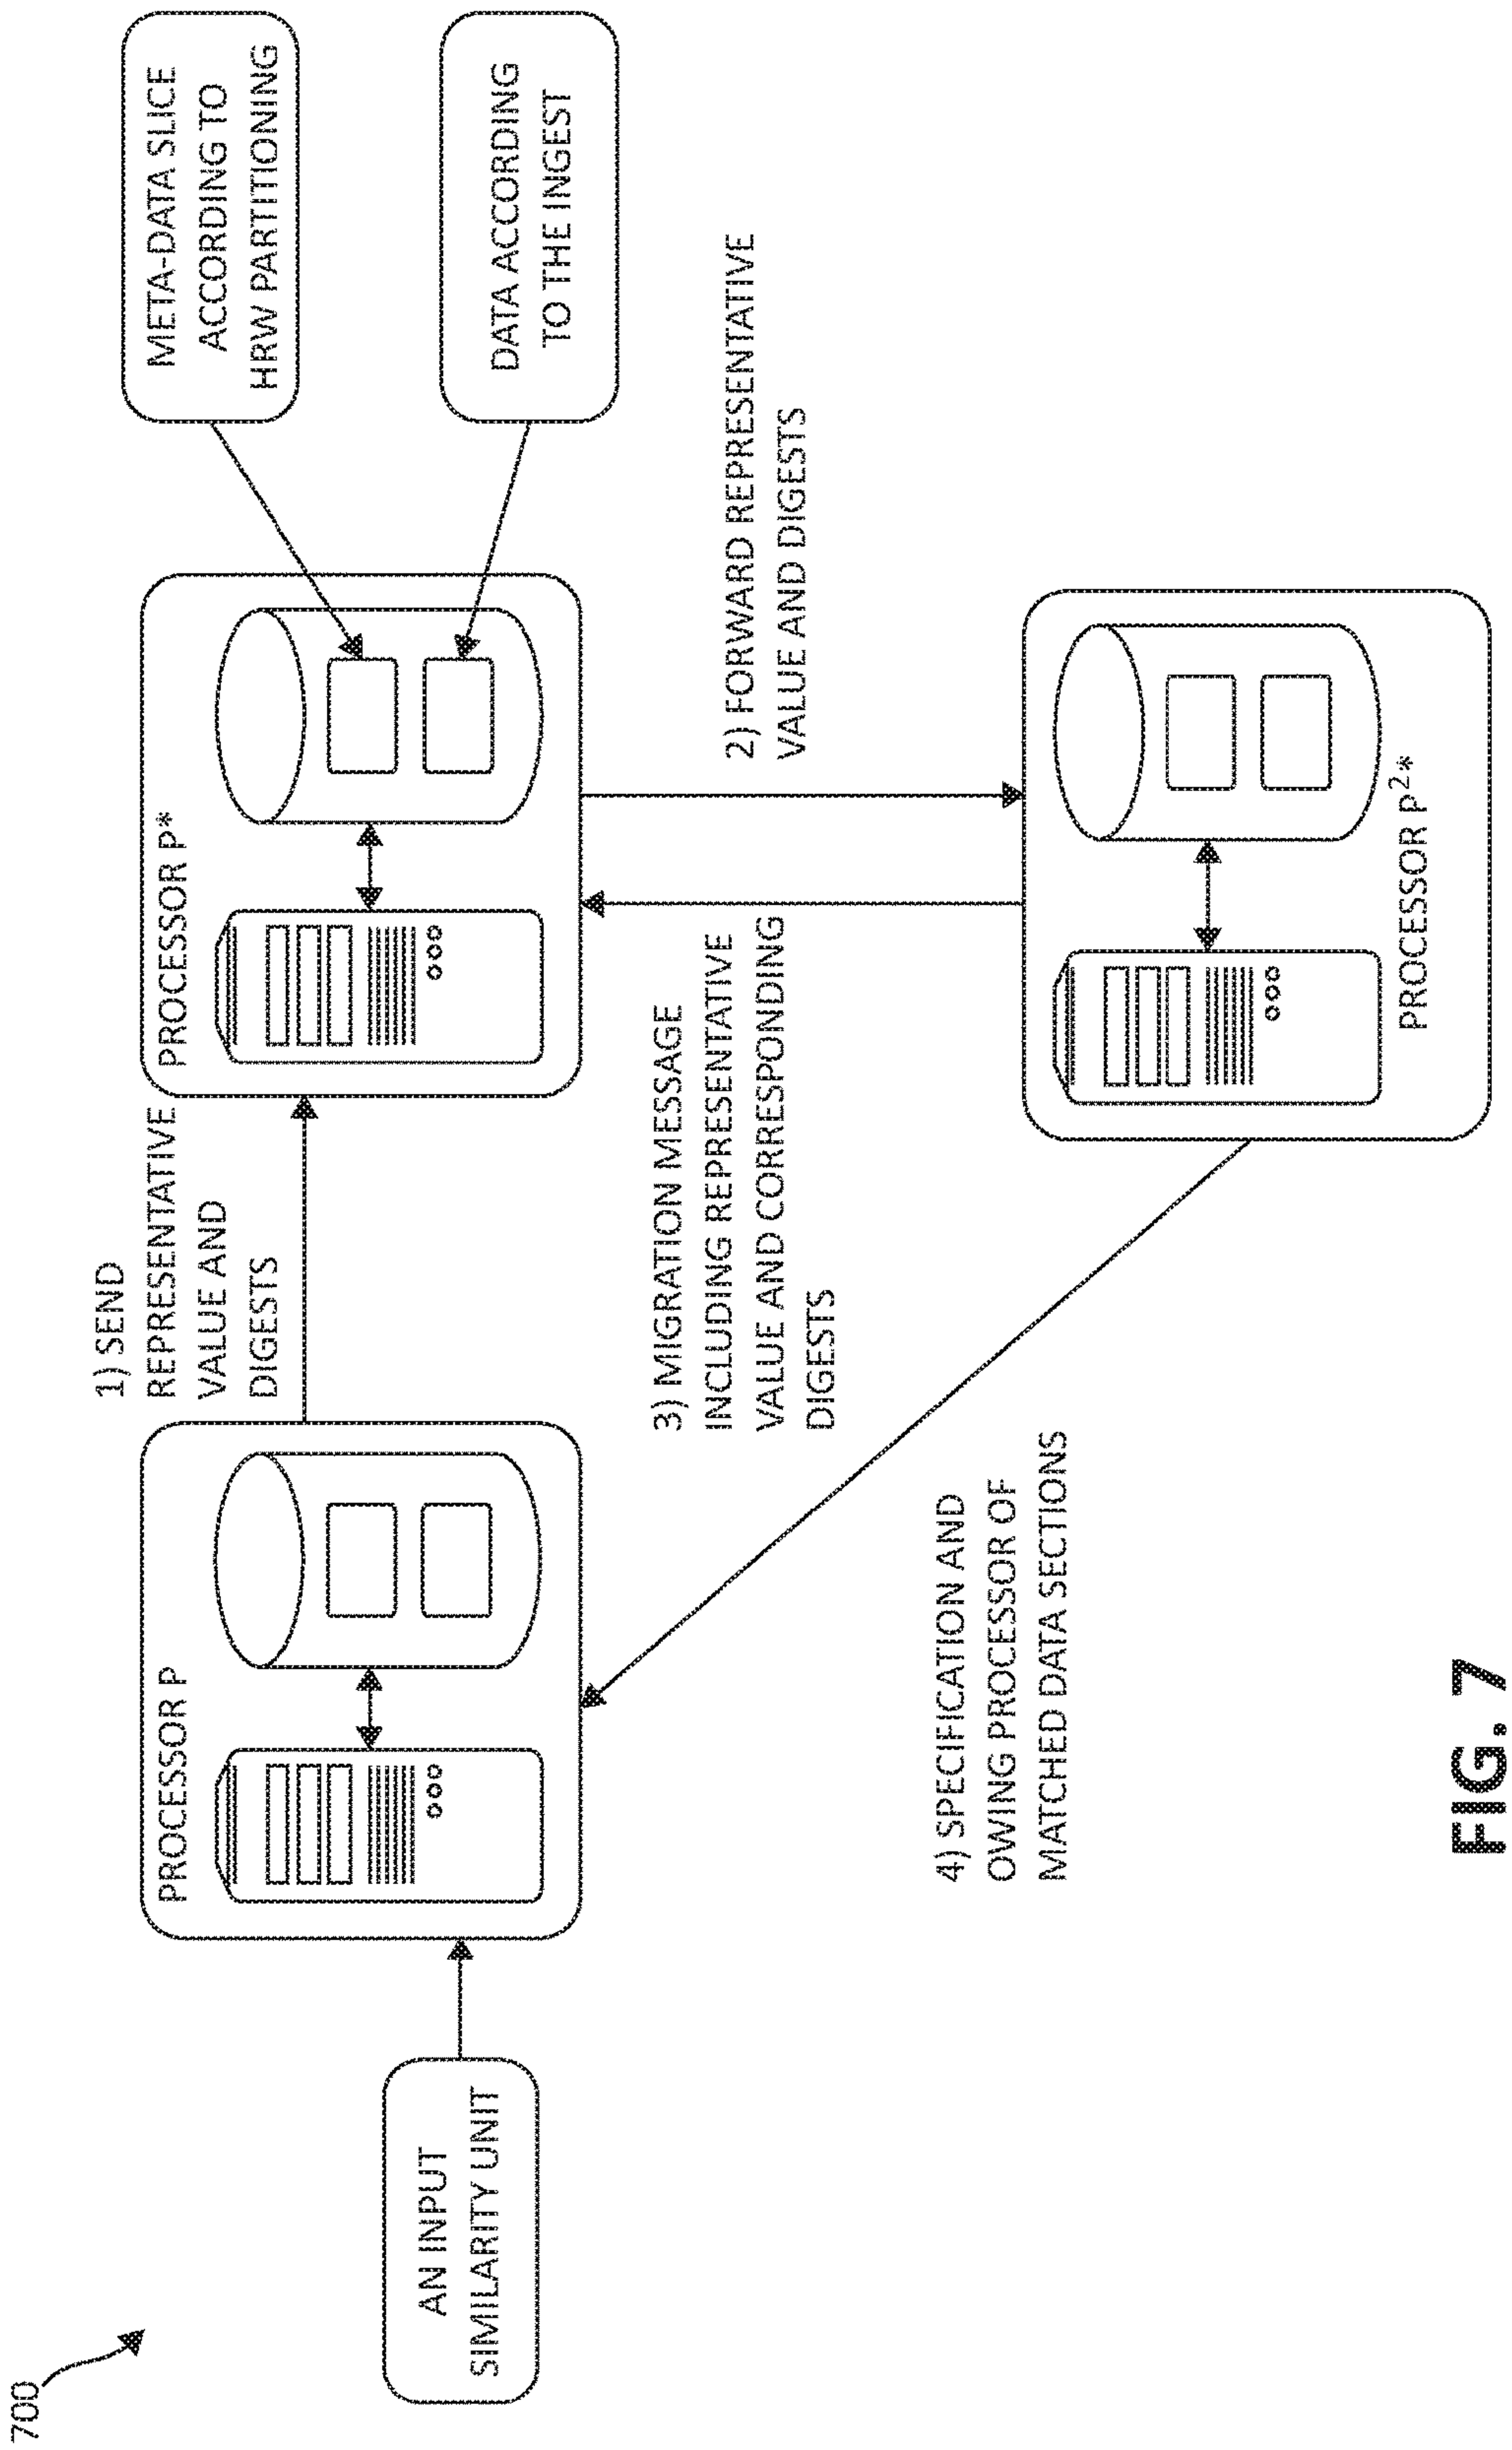 700
AN INPUT
SIMILARITY UNIT
PROCESSOR P
1) SEND
REPRESENTATIVE
VALUE AND
DIGESTS
PROCESSOR P*
META-DATA SLICE
ACCORDING TO
HRW PARTITIONING
DATA ACCORDING
TO THE INGEST
2) FORWARD REPRESENTATIVE
VALUE AND DIGESTS
3) MIGRATION MESSAGE
INCLUDING REPRESENTATIVE
VALUE AND CORRESPONDING
DIGESTS
4) SPECIFICATION AND
OWING PROCESSOR OF
MATCHED DATA SECTIONS
PROCESSOR P²*
FIG. 7